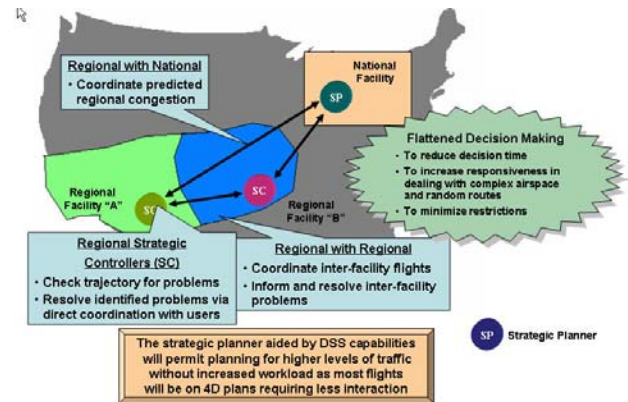 Regional with National
• Coordinate predicted
regional congestion
National
Facility
SP
Flattened Decision Making
• To reduce decision time
• To increase responsiveness in
dealing with complex airspace
and random routes
• To minimize restrictions
Regional
Facility "A"
SC
SC
Regional
Facility "B"
Regional Strategic
Controllers (SC)
• Check trajectory for problems
• Resolve identified problems via
direct coordination with users
Regional with Regional
• Coordinate inter-facility flights
• Inform and resolve inter-facility
problems
The strategic planner aided by DSS capabilities
will permit planning for higher levels of traffic
without increased workload as most flights
will be on 4D plans requiring less interaction
SP Strategic Planner